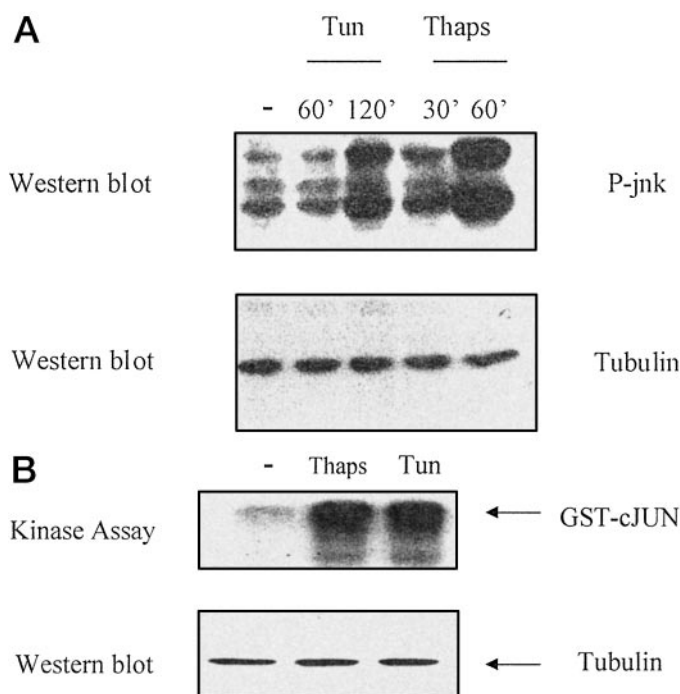 A
Tun Thaps
- 60’ 120’ 30’ 60’
Western blot P-jnk
Western blot Tubulin
B
- Thaps Tun
Kinase Assay GST-cJUN
Western blot Tubulin